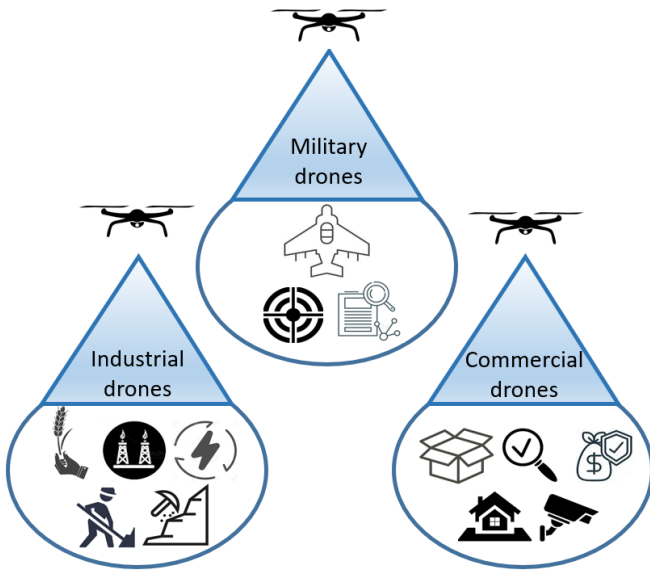 Military
drones
Industrial
drones
Commercial
drones
$